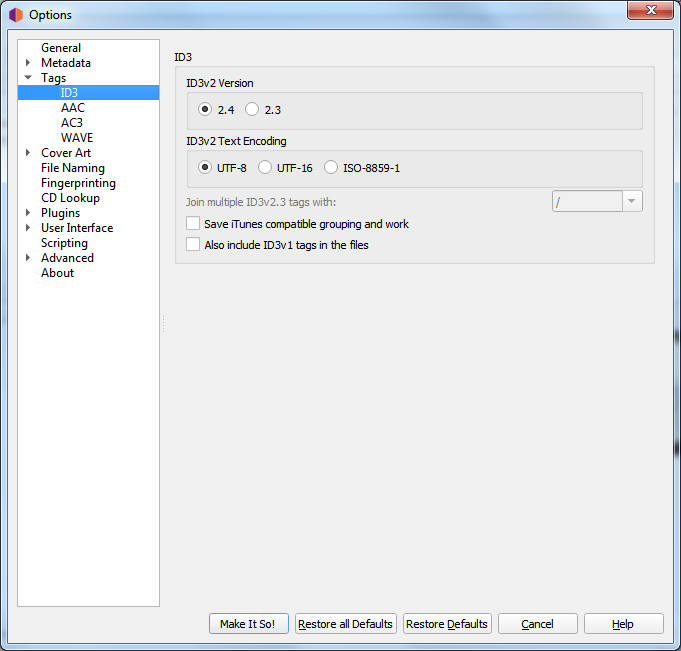 Options
General
Metadata
Tags
ID3
AAC
AC3
WAVE
Cover Art
File Naming
Fingerprinting
CD Lookup
Plugins
User Interface
Scripting
Advanced
About
ID3
ID3v2 Version
2.4 2.3
ID3v2 Text Encoding
UTF-8 UTF-16 ISO-8859-1
Join multiple ID3v2.3 tags with: /
Save iTunes compatible grouping and work
Also include ID3v1 tags in the files
Make It So! Restore all Defaults Restore Defaults Cancel Help